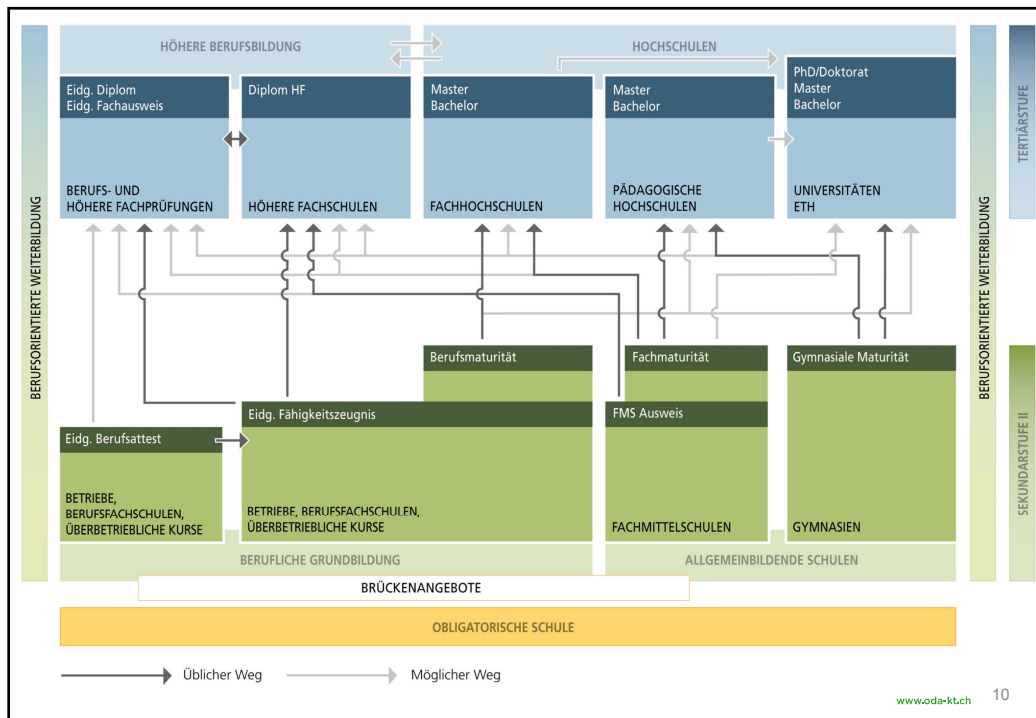 HÖHERE BERUFSBILDUNG
HOCHSCHULEN
Eidg. Diplom
Eidg. Fachausweis
Diplom HF
Master
Bachelor
Master
Bachelor
PhD/Doktorat
Master
Bachelor
BERUFS- UND
HÖHERE FACHPRÜFUNGEN
HÖHERE FACHSCHULEN
FACHHOCHSCHULEN
PÄDAGOGISCHE
HOCHSCHULEN
UNIVERSITÄTEN
ETH
BERUFSORIENTIERTE WEITERBILDUNG
BERUFSORIENTIERTE WEITERBILDUNG
TERTIÄRSTUFE
SEKUNDARSTUFE II
Berufsmaturität
Fachmaturität
Gymnasiale Maturität
Eidg. Fähigkeitszeugnis
FMS Ausweis
Eidg. Berufsattest
BETRIEBE,
BERUFSFACHSCHULEN,
ÜBERBETRIEBLICHE KURSE
BETRIEBE, BERUFSFACHSCHULEN,
ÜBERBETRIEBLICHE KURSE
FACHMITTELSCHULEN
GYMNASIEN
BERUFLICHE GRUNDBILDUNG
ALLGEMEINBILDENDE SCHULEN
BRÜCKENANGEBOTE
OBLIGATORISCHE SCHULE
Üblicher Weg
Möglicher Weg
www.oda-kt.ch
10